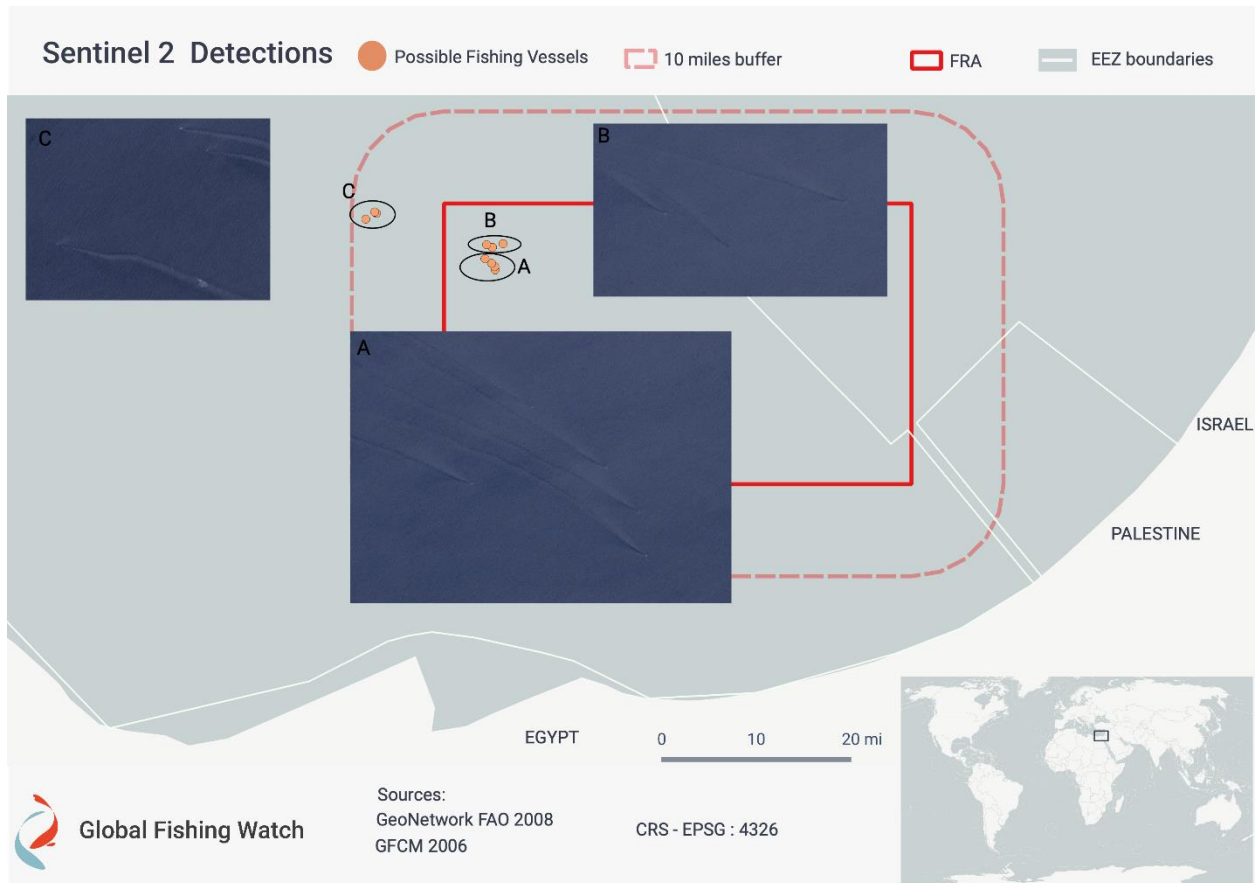 Sentinel 2 Detections
Possible Fishing Vessels
10 miles buffer
FRA
EEZ boundaries
C
B
C
B
A
A
ISRAEL
PALESTINE
EGYPT
0 10 20 mi
Global Fishing Watch
Sources:
GeoNetwork FAO 2008
GFCM 2006
CRS - EPSG : 4326